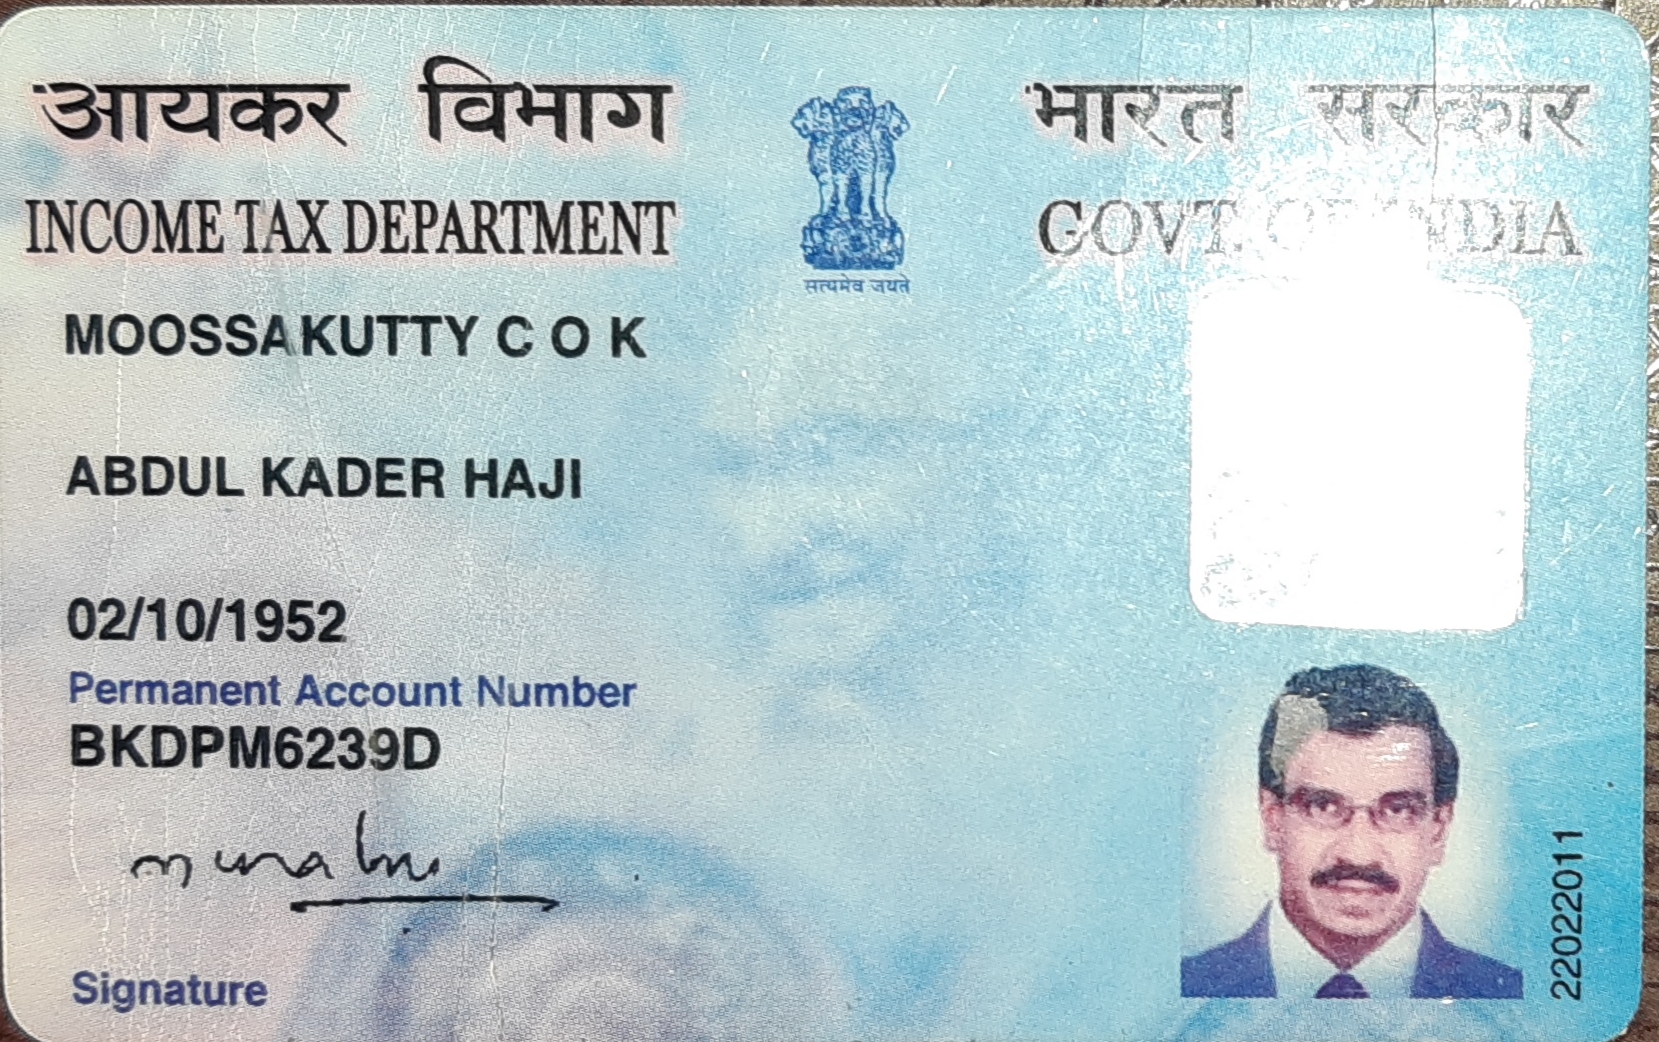 आयकर विभाग
INCOME TAX DEPARTMENT
भारत सरकार
GOVT. OF INDIA
सत्यमेव जयते
MOOSSAKUTTY C O K
ABDUL KADER HAJI
02/10/1952
Permanent Account Number
BKDPM6239D
Signature
22022011